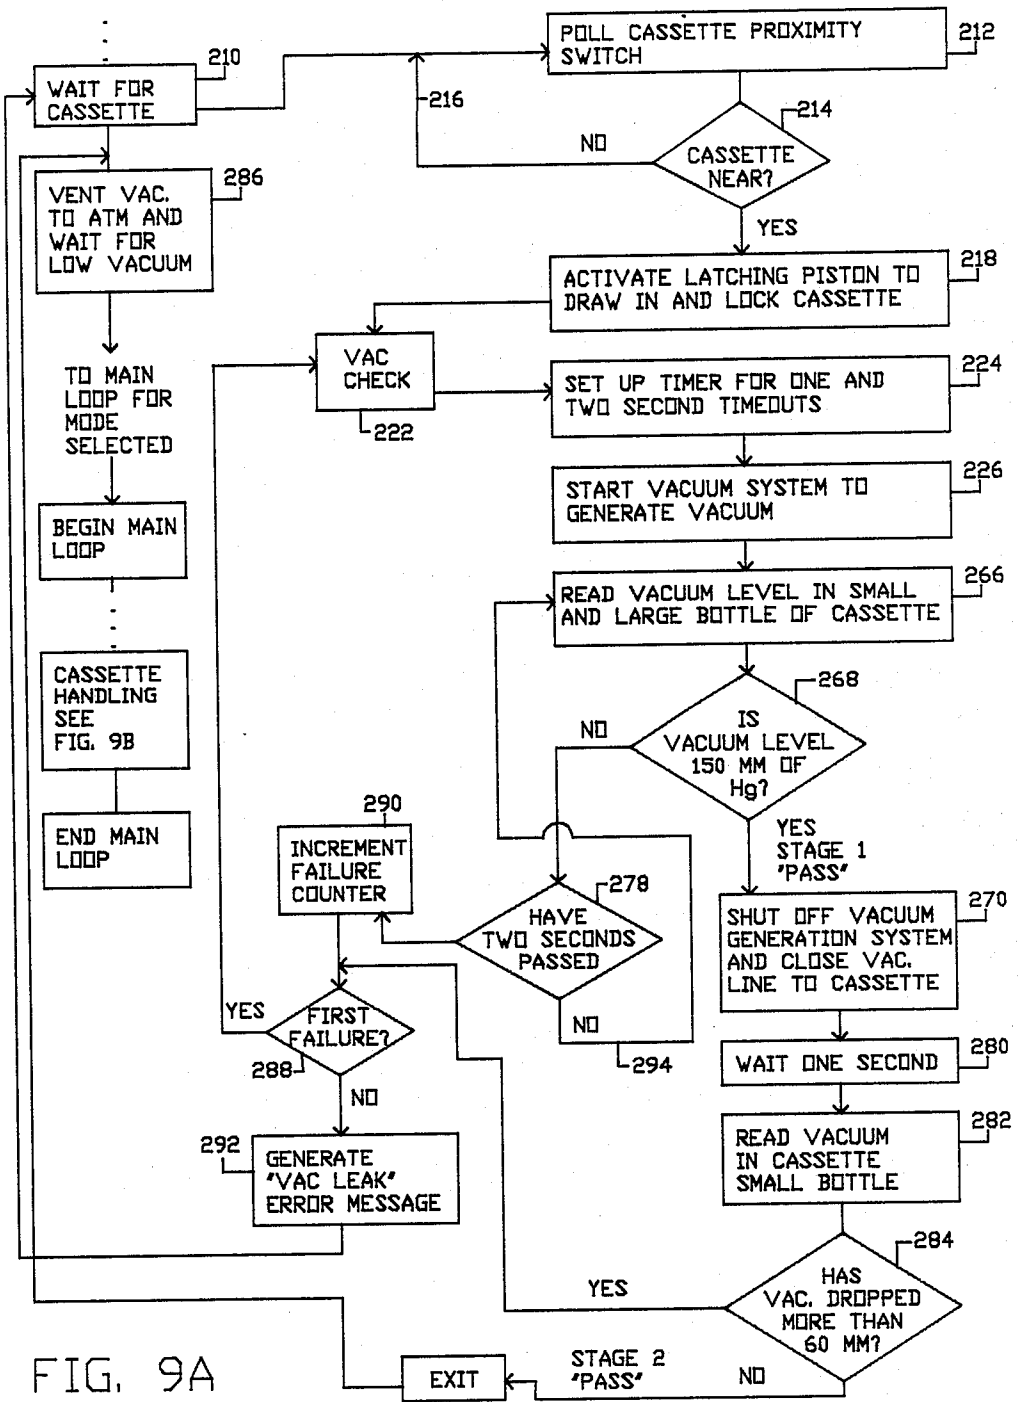 210
WAIT FOR
CASSETTE
POLL CASSETTE PROXIMITY
SWITCH
212
216
214
NO
CASSETTE
NEAR?
YES
VENT VAC.
TO ATM AND
WAIT FOR
LOW VACUUM
286
ACTIVATE LATCHING PISTON TO
DRAW IN AND LOCK CASSETTE
218
VAC
CHECK
222
SET UP TIMER FOR ONE AND
TWO SECOND TIMEOUTS
224
TO MAIN
LOOP FOR
MODE
SELECTED
START VACUUM SYSTEM TO
GENERATE VACUUM
226
BEGIN MAIN
LOOP
READ VACUUM LEVEL IN SMALL
AND LARGE BOTTLE OF CASSETTE
266
CASSETTE
HANDLING
SEE
FIG. 9B
268
NO
IS
VACUUM LEVEL
150 MM OF
Hg?
END MAIN
LOOP
290
INCREMENT
FAILURE
COUNTER
YES
STAGE 1
"PASS"
278
HAVE
TWO SECONDS
PASSED
NO
294
SHUT OFF VACUUM
GENERATION SYSTEM
AND CLOSE VAC.
LINE TO CASSETTE
270
YES
FIRST
FAILURE?
288
NO
WAIT ONE SECOND
280
292
GENERATE
"VAC LEAK"
ERROR MESSAGE
READ VACUUM
IN CASSETTE
SMALL BOTTLE
282
284
YES
HAS
VAC. DROPPED
MORE THAN
60 MM?
STAGE 2
"PASS"
NO
EXIT
FIG. 9A